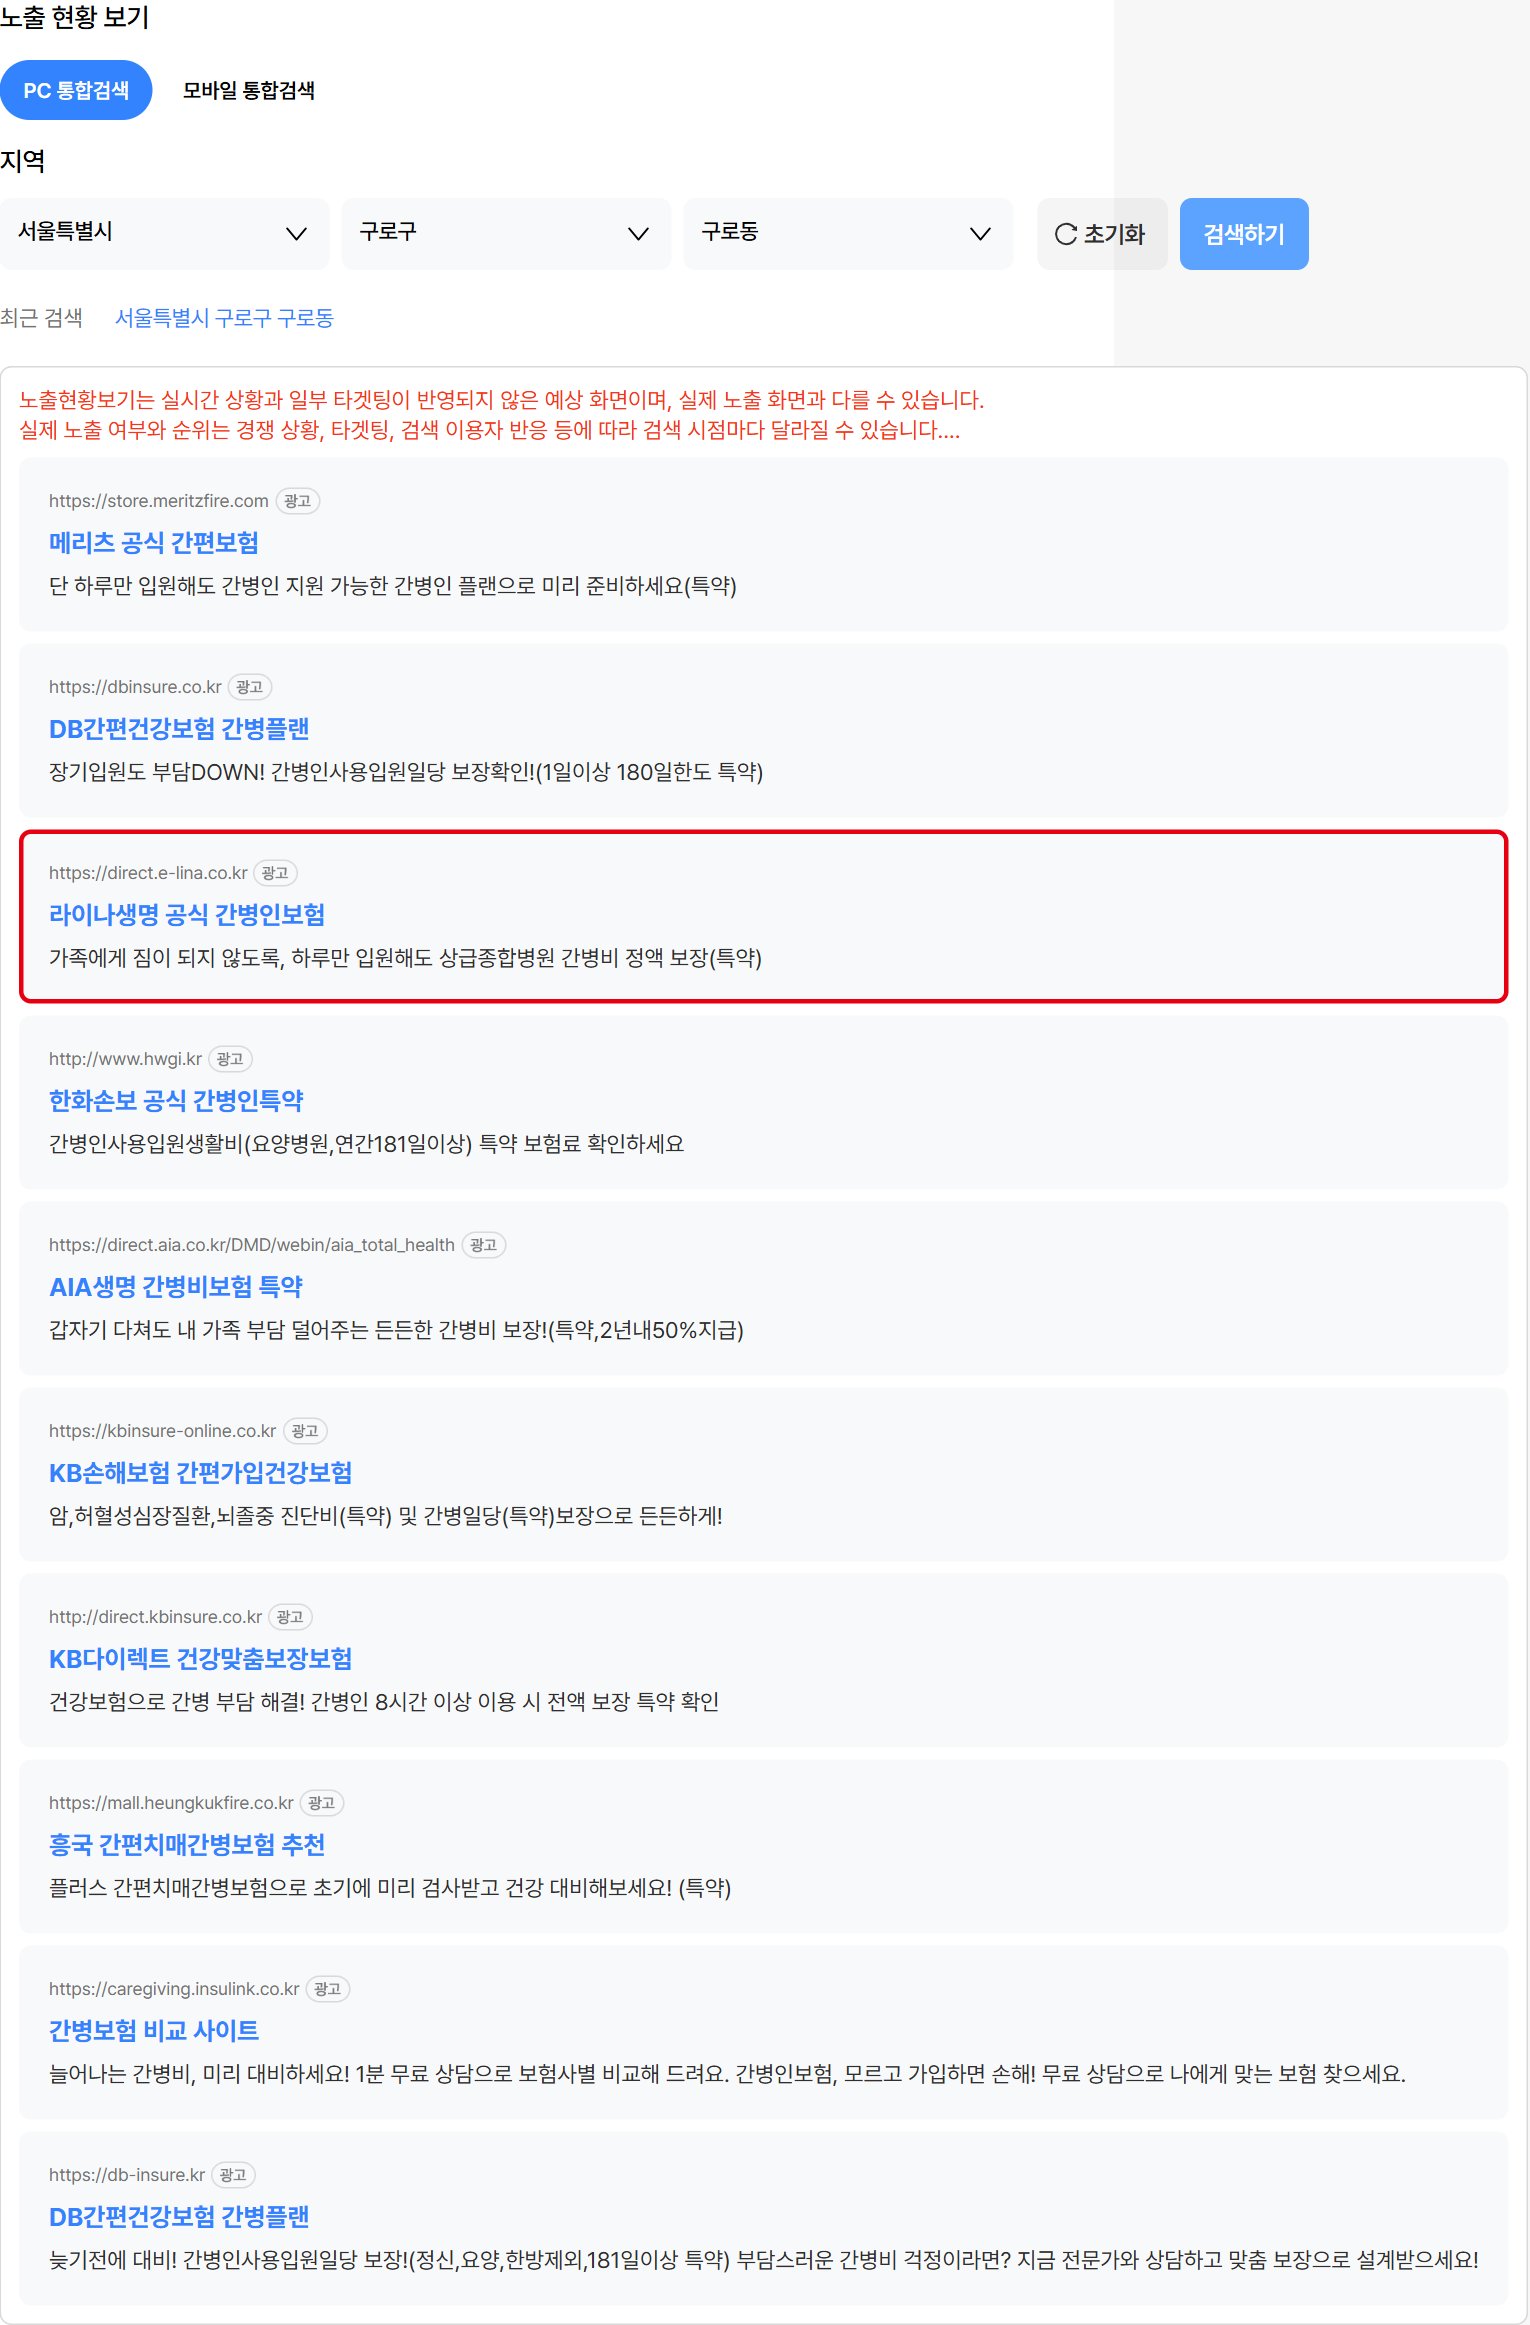 노출 현황 보기
PC 통합검색 모바일 통합검색
지역
서울특별시 구로구 구로동 초기화 검색하기
최근 검색 서울특별시 구로구 구로동
노출현황보기는 실시간 상황과 일부 타겟팅이 반영되지 않은 예상 화면이며, 실제 노출 화면과 다를 수 있습니다.
실제 노출 여부와 순위는 경쟁 상황, 타겟팅, 검색 이용자 반응 등에 따라 검색 시점마다 달라질 수 있습니다....
https://store.meritzfire.com 광고
메리츠 공식 간편보험
단 하루만 입원해도 간병인 지원 가능한 간병인 플랜으로 미리 준비하세요(특약)
https://dbinsure.co.kr 광고
DB간편건강보험 간병플랜
장기입원도 부담DOWN! 간병인사용입원일당 보장확인!(1일이상 180일한도 특약)
https://direct.e-lina.co.kr 광고
라이나생명 공식 간병인보험
가족에게 짐이 되지 않도록, 하루만 입원해도 상급종합병원 간병비 정액 보장(특약)
http://www.hwgi.kr 광고
한화손보 공식 간병인특약
간병인사용입원생활비(요양병원,연간181일이상) 특약 보험료 확인하세요
https://direct.aia.co.kr/DMD/webin/aia_total_health 광고
AIA생명 간병비보험 특약
갑자기 다쳐도 내 가족 부담 덜어주는 든든한 간병비 보장!(특약,2년내50%지급)
https://kbinsure-online.co.kr 광고
KB손해보험 간편가입건강보험
암,허혈성심장질환,뇌졸중 진단비(특약) 및 간병일당(특약)보장으로 든든하게!
http://direct.kbinsure.co.kr 광고
KB다이렉트 건강맞춤보장보험
건강보험으로 간병 부담 해결! 간병인 8시간 이상 이용 시 전액 보장 특약 확인
https://mall.heungkukfire.co.kr 광고
흥국 간편치매간병보험 추천
플러스 간편치매간병보험으로 초기에 미리 검사받고 건강 대비해보세요! (특약)
https://caregiving.insulink.co.kr 광고
간병보험 비교 사이트
늘어나는 간병비, 미리 대비하세요! 1분 무료 상담으로 보험사별 비교해 드려요. 간병인보험, 모르고 가입하면 손해! 무료 상담으로 나에게 맞는 보험 찾으세요.
https://db-insure.kr 광고
DB간편건강보험 간병플랜
늦기전에 대비! 간병인사용입원일당 보장!(정신,요양,한방제외,181일이상 특약) 부담스러운 간병비 걱정이라면? 지금 전문가와 상담하고 맞춤 보장으로 설계받으세요!